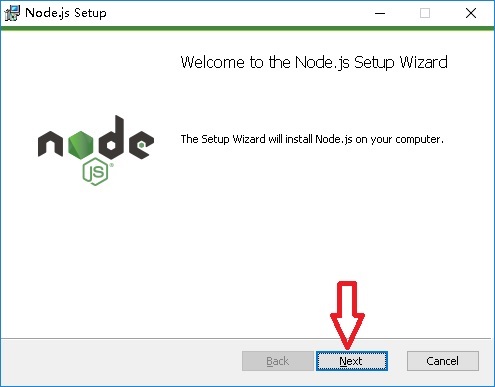 Node.js Setup
Welcome to the Node.js Setup Wizard
node
JS
The Setup Wizard will install Node.js on your computer.
Back Next Cancel